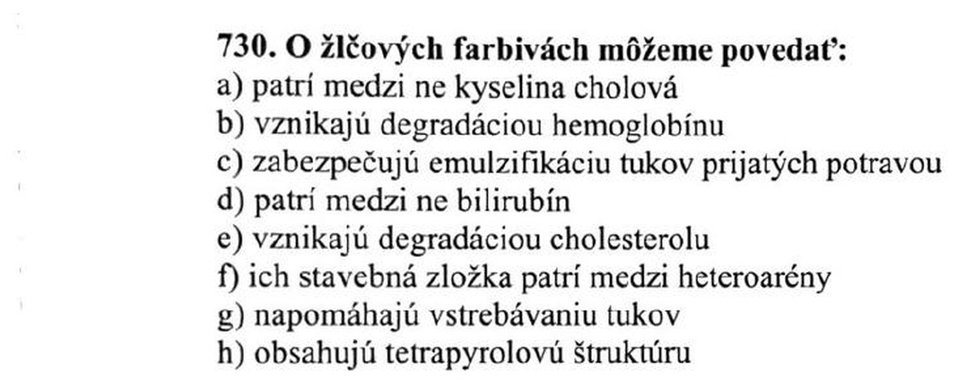 730. O žlčových farbivách môžeme povedať:
a) patrí medzi ne kyselina cholová
b) vznikajú degradáciou hemoglobínu
c) zabezpečujú emulzifikáciu tukov prijatých potravou
d) patrí medzi ne bilirubín
e) vznikajú degradáciou cholesterolu
f) ich stavebná zložka patrí medzi heteroarény
g) napomáhajú vstrebávaniu tukov
h) obsahujú tetrapyrolovú štruktúru